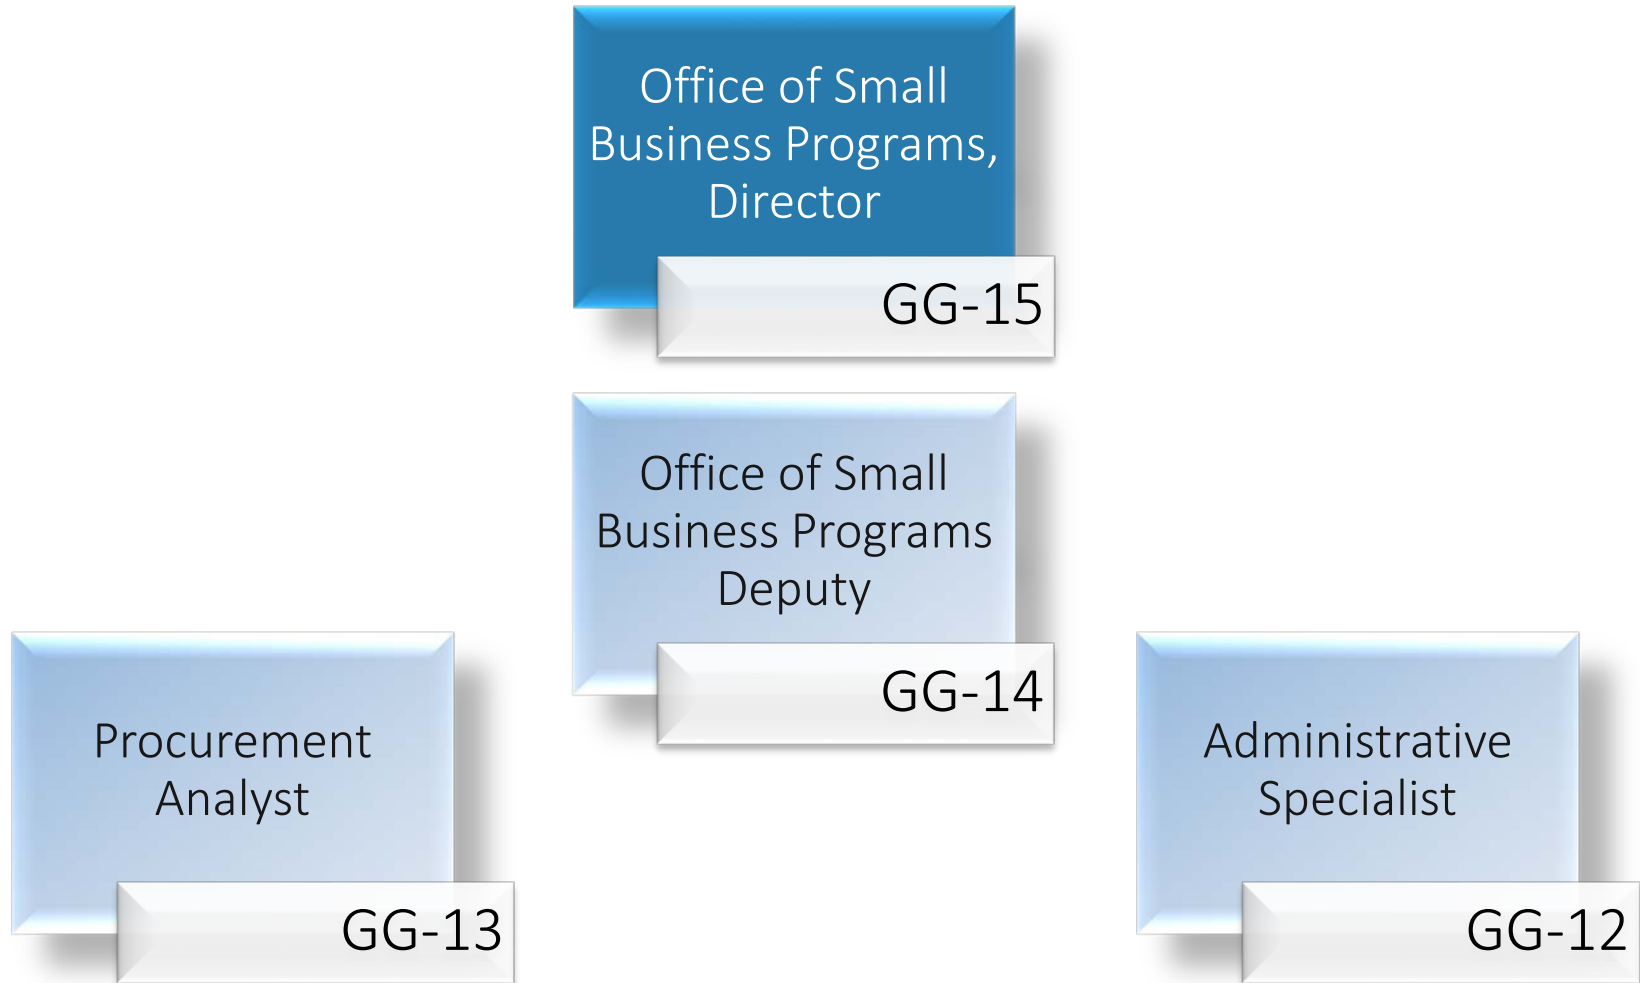 Office of Small
Business Programs,
Director
GG-15
Office of Small
Business Programs
Deputy
GG-14
Procurement
Analyst
GG-13
Administrative
Specialist
GG-12